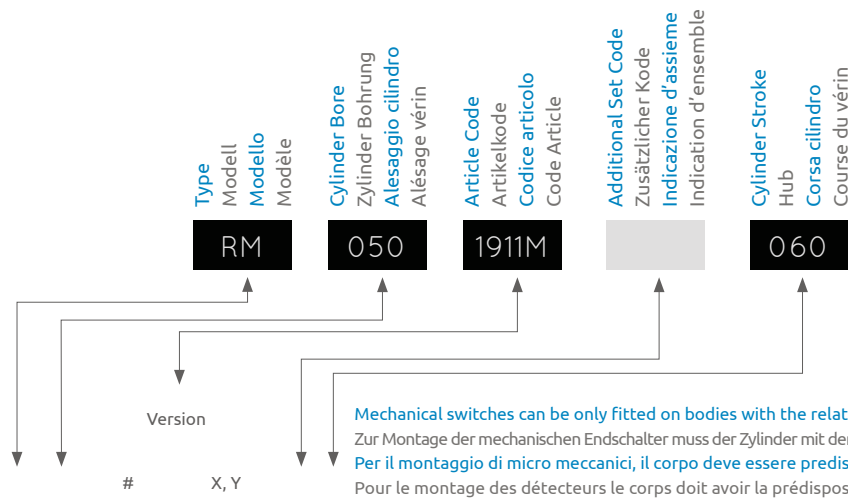 Type
Modell
Modello
Modèle
Cylinder Bore
Zylinder Bohrung
Alesaggio cilindro
Alésage vérin
Article Code
Artikelkode
Codice articolo
Code Article
Additional Set Code
Zusätzlicher Kode
Indicazione d'assieme
Indication d'ensemble
Cylinder Stroke
Hub
Corsa cilindro
Course du vérin
RM
050
1911M
060
Version
# X, Y
Mechanical switches can be only fitted on bodies with the relat
Zur Montage der mechanischen Endschalter muss der Zylinder mit de
Per il montaggio di micro meccanici, il corpo deve essere predis
Pour le montage des détecteurs le corps doit avoir la prédispos